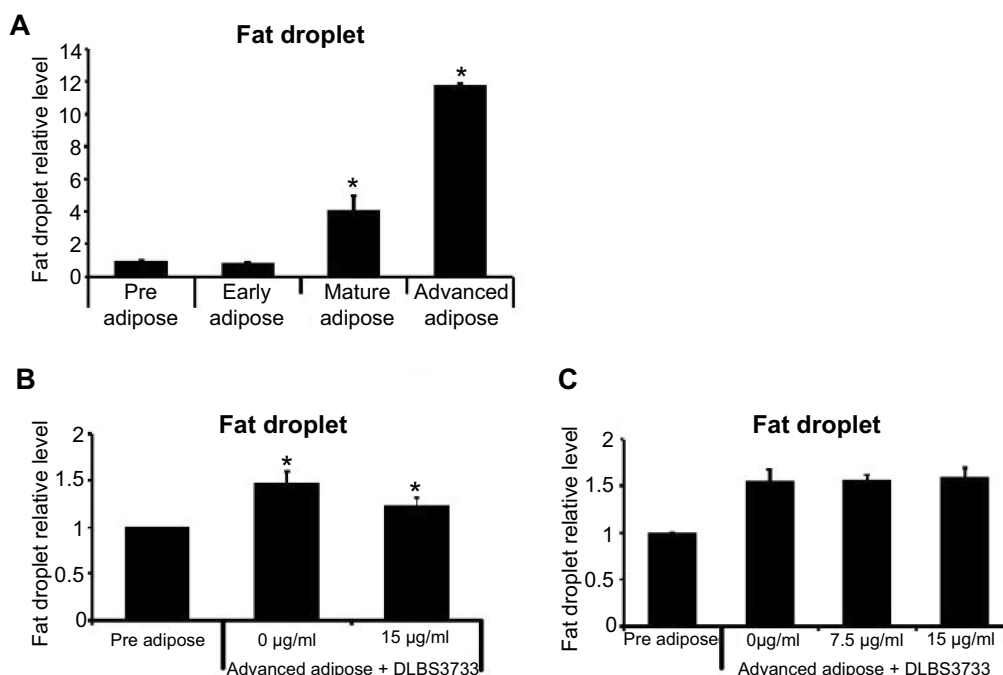 A
Fat droplet
Fat droplet relative level
14
12
10
8
6
4
2
0
*
*
Pre adipose
Early adipose
Mature adipose
Advanced adipose
B
Fat droplet
Fat droplet relative level
2
1.5
1
0.5
0
*
*
Pre adipose
0 µg/ml
15 µg/ml
Advanced adipose + DLBS3733
C
Fat droplet
Fat droplet relative level
2
1.5
1
0.5
0
Pre adipose
0µg/ml
7.5 µg/ml
15 µg/ml
Advanced adipose + DLBS3733